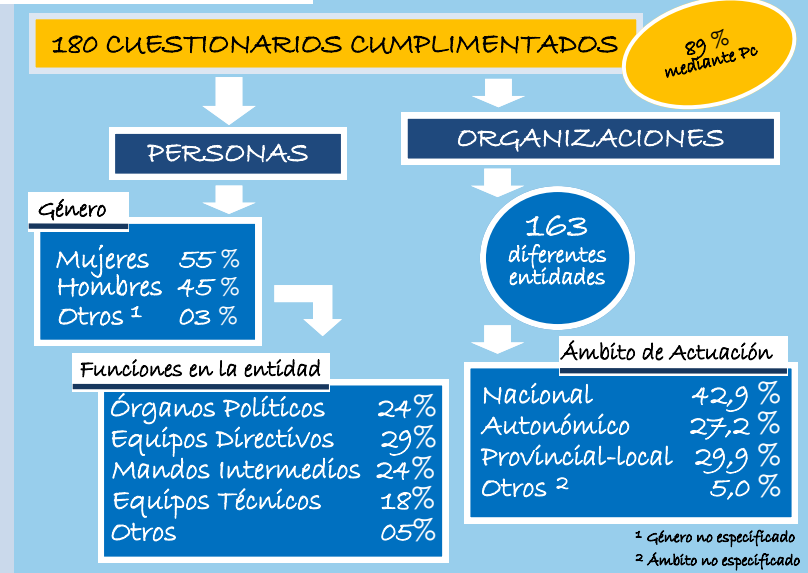 180 CUESTIONARIOS CUMPLIMENTADOS
89 %
mediante Pc
PERSONAS
ORGANIZACIONES
Género
Mujeres 55 %
Hombres 45 %
Otros ¹ 03 %
163
diferentes
entidades
Funciones en la entidad
Órganos Políticos 24%
Equipos Directivos 29%
Mandos Intermedios 24%
Equipos Técnicos 18%
Otros 05%
Ámbito de Actuación
Nacional 42,9 %
Autonómico 27,2 %
Provincial-local 29,9 %
Otros ² 5,0 %
¹ Género no especificado
² Ámbito no especificado